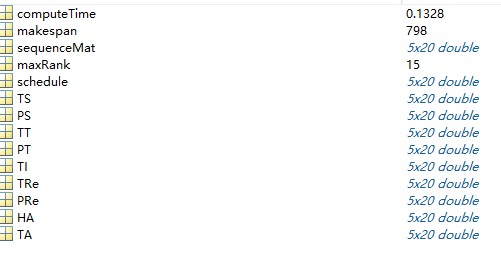 computeTime 0.1328
makespan 798
sequenceMat 5x20 double
maxRank 15
schedule 5x20 double
TS 5x20 double
PS 5x20 double
TT 5x20 double
PT 5x20 double
TI 5x20 double
TRe 5x20 double
PRe 5x20 double
HA 5x20 double
TA 5x20 double